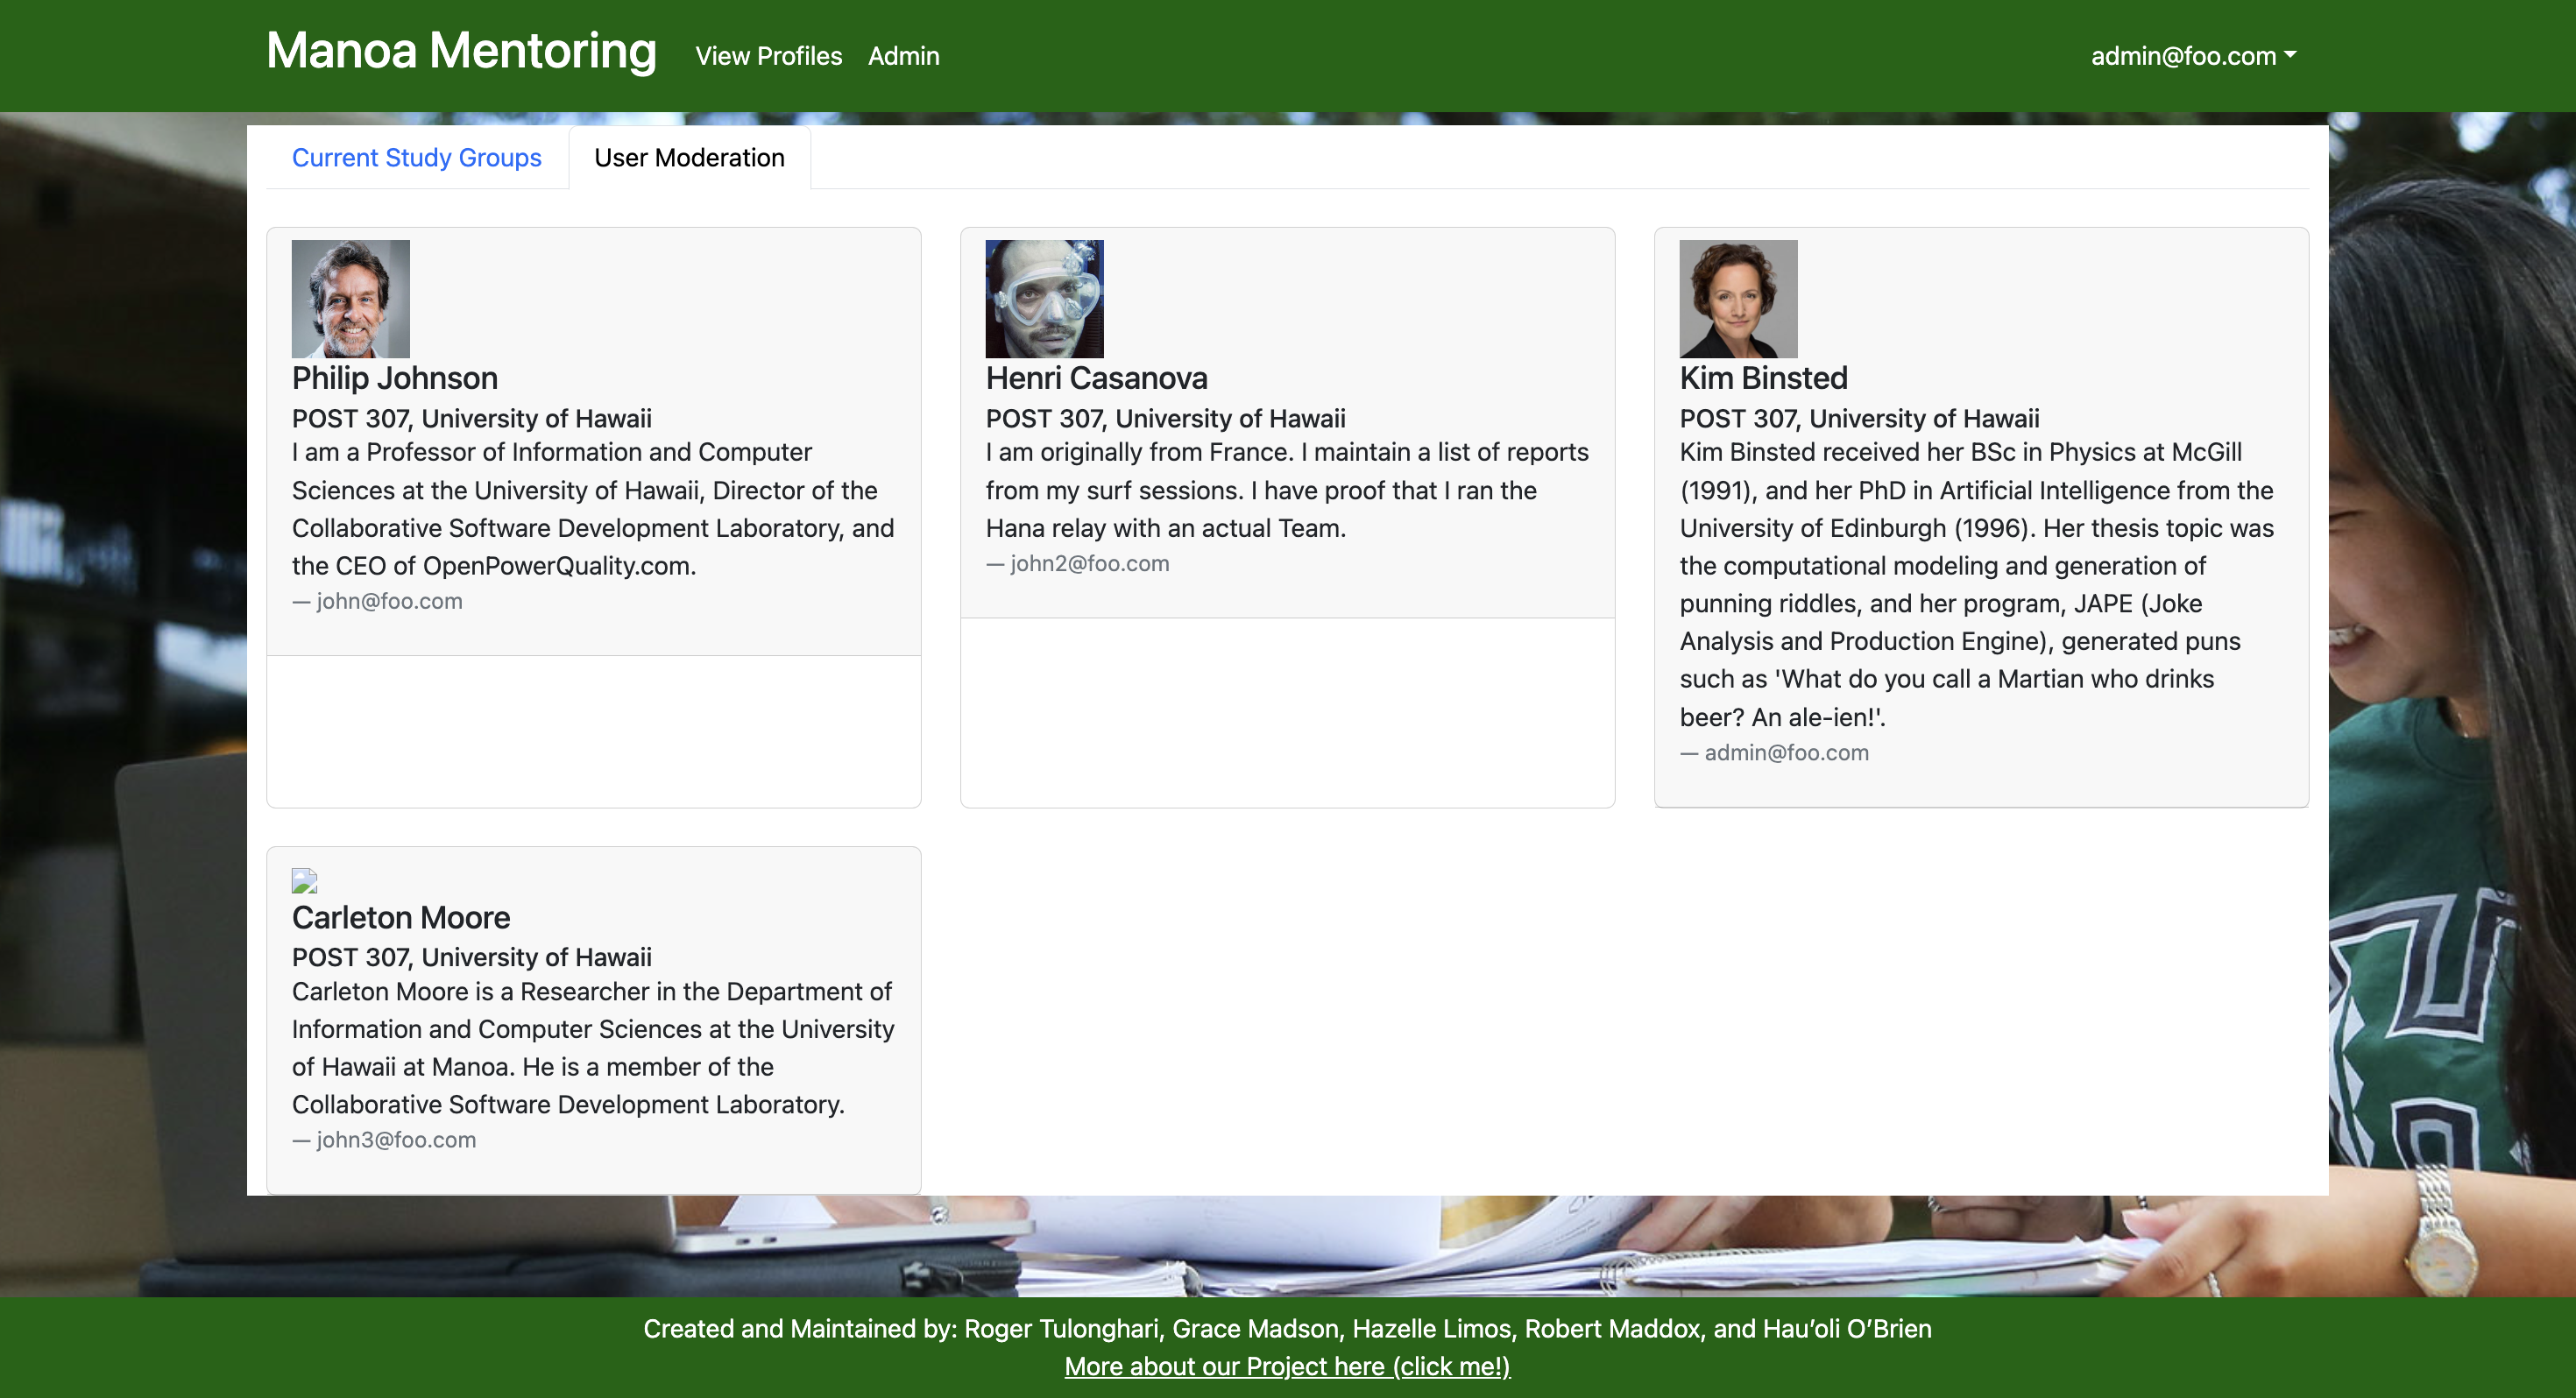 Manoa Mentoring
View Profiles
Admin
admin@foo.com
Current Study Groups
User Moderation
Philip Johnson
POST 307, University of Hawaii
I am a Professor of Information and Computer
Sciences at the University of Hawaii, Director of the
Collaborative Software Development Laboratory, and
the CEO of OpenPowerQuality.com.
— john@foo.com
Henri Casanova
POST 307, University of Hawaii
I am originally from France. I maintain a list of reports
from my surf sessions. I have proof that I ran the
Hana relay with an actual Team.
— john2@foo.com
Kim Binsted
POST 307, University of Hawaii
Kim Binsted received her BSc in Physics at McGill
(1991), and her PhD in Artificial Intelligence from the
University of Edinburgh (1996). Her thesis topic was
the computational modeling and generation of
punning riddles, and her program, JAPE (Joke
Analysis and Production Engine), generated puns
such as 'What do you call a Martian who drinks
beer? An ale-ien!'.
— admin@foo.com
Carleton Moore
POST 307, University of Hawaii
Carleton Moore is a Researcher in the Department of
Information and Computer Sciences at the University
of Hawaii at Manoa. He is a member of the
Collaborative Software Development Laboratory.
— john3@foo.com
Created and Maintained by: Roger Tulonghari, Grace Madson, Hazelle Limos, Robert Maddox, and Hau’oli O’Brien
More about our Project here (click me!)